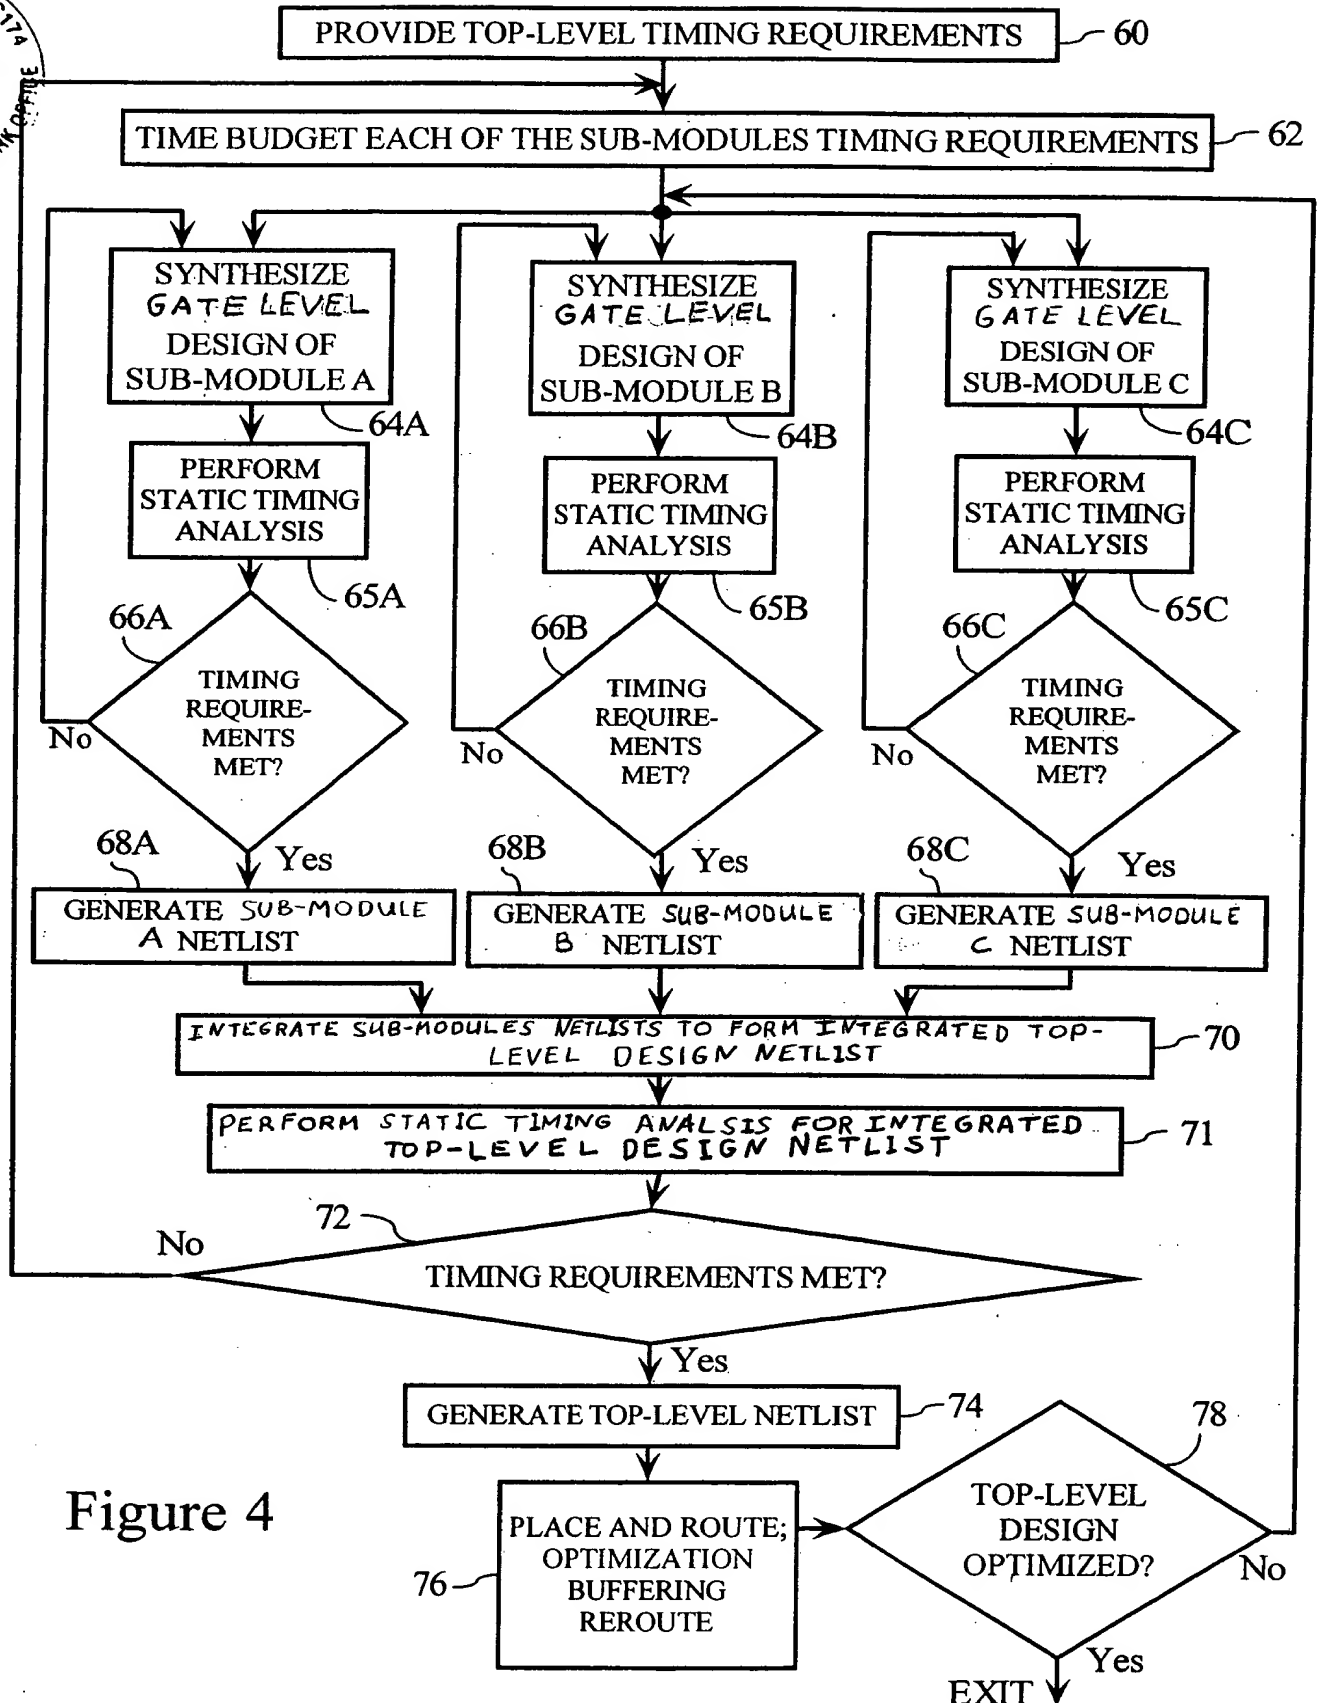 PROVIDE TOP-LEVEL TIMING REQUIREMENTS
60
TIME BUDGET EACH OF THE SUB-MODULES TIMING REQUIREMENTS
62
SYNTHESIZE
GATE LEVEL
DESIGN OF
SUB-MODULE A
64A
SYNTHESIZE
GATE LEVEL
DESIGN OF
SUB-MODULE B
64B
SYNTHESIZE
GATE LEVEL
DESIGN OF
SUB-MODULE C
64C
PERFORM
STATIC TIMING
ANALYSIS
65A
PERFORM
STATIC TIMING
ANALYSIS
65B
PERFORM
STATIC TIMING
ANALYSIS
65C
66A
TIMING
REQUIRE-
MENTS
MET?
No
Yes
66B
TIMING
REQUIRE-
MENTS
MET?
No
Yes
66C
TIMING
REQUIRE-
MENTS
MET?
No
Yes
68A
GENERATE SUB-MODULE
A NETLIST
68B
GENERATE SUB-MODULE
B NETLIST
68C
GENERATE SUB-MODULE
C NETLIST
INTEGRATE SUB-MODULES NETLISTS TO FORM INTEGRATED TOP-
LEVEL DESIGN NETLIST
70
PERFORM STATIC TIMING ANALSIS FOR INTEGRATED
TOP-LEVEL DESIGN NETLIST
71
72
No
TIMING REQUIREMENTS MET?
Yes
GENERATE TOP-LEVEL NETLIST
74
78
PLACE AND ROUTE;
OPTIMIZATION
BUFFERING
REROUTE
76
TOP-LEVEL
DESIGN
OPTIMIZED?
No
Yes
EXIT
Figure 4
OFFICE